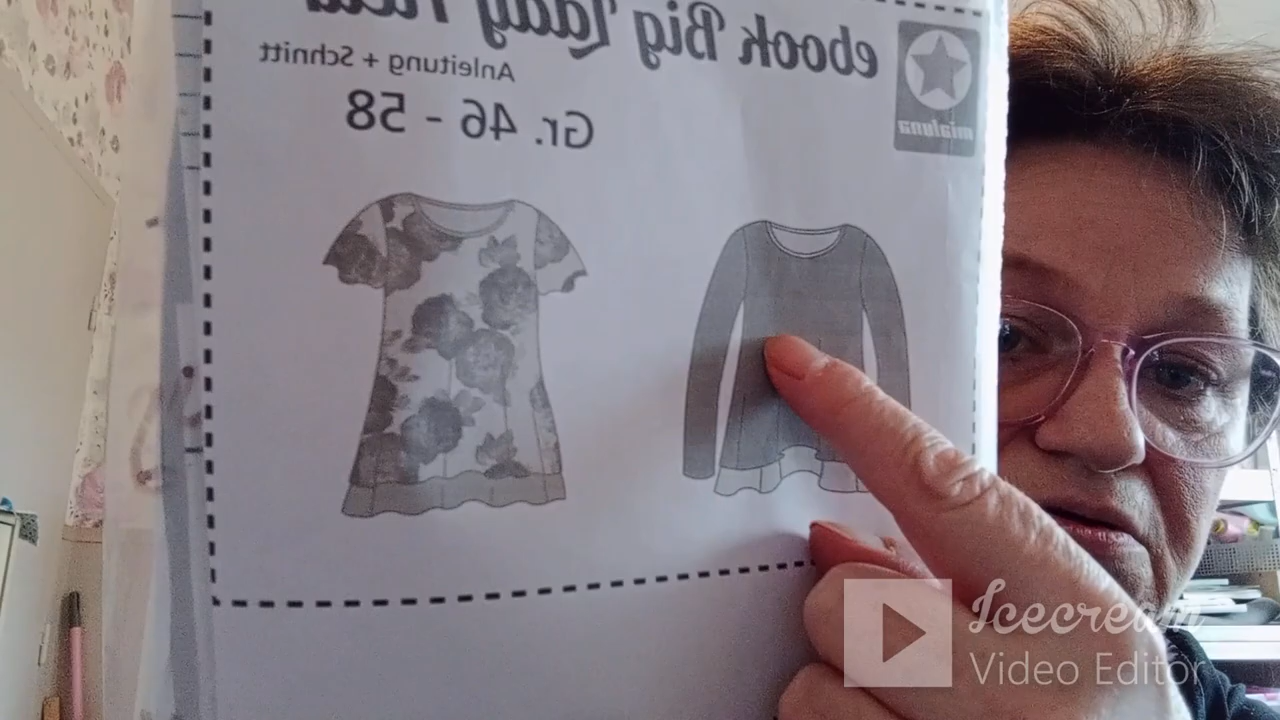 ebook Big Lady
Anleitung + Schnitt
Gr. 46 - 58
mialuna
Icecream
Video Editor